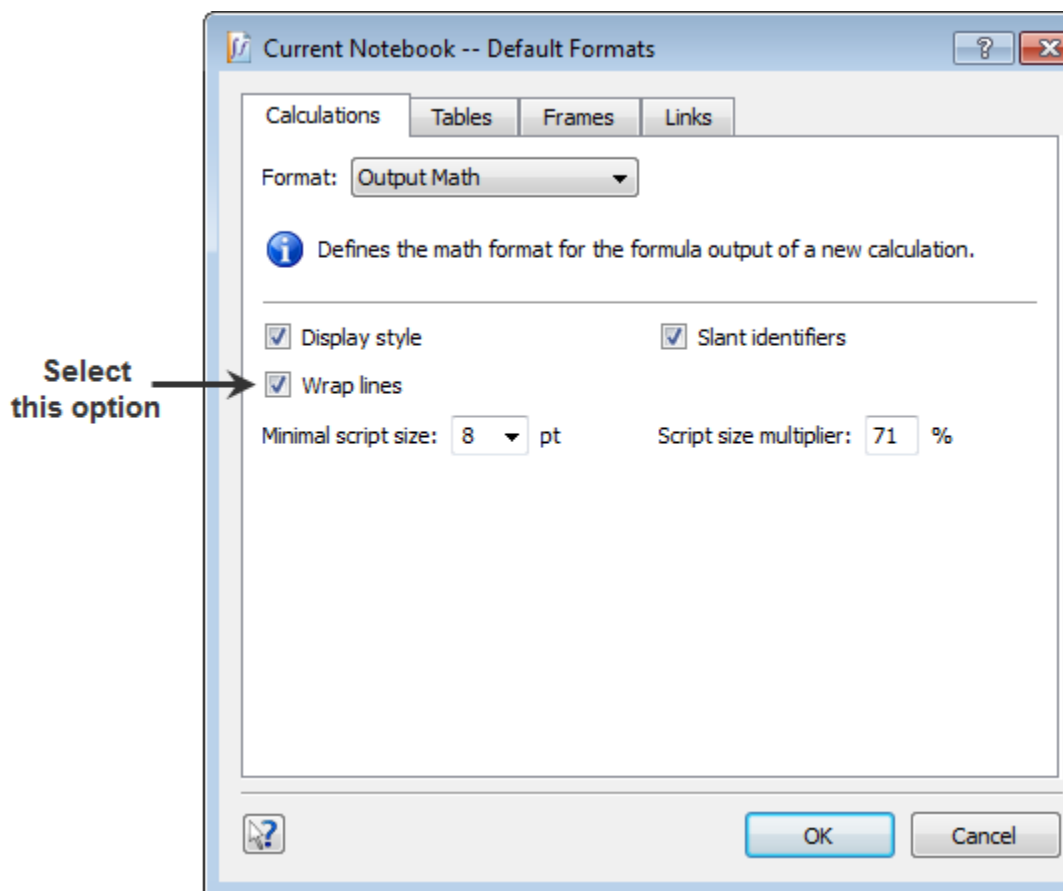 Current Notebook -- Default Formats
Calculations Tables Frames Links
Format: Output Math
Defines the math format for the formula output of a new calculation.
Display style Slant identifiers
Select
this option
Wrap lines
Minimal script size: 8 pt Script size multiplier: 71 %
OK Cancel